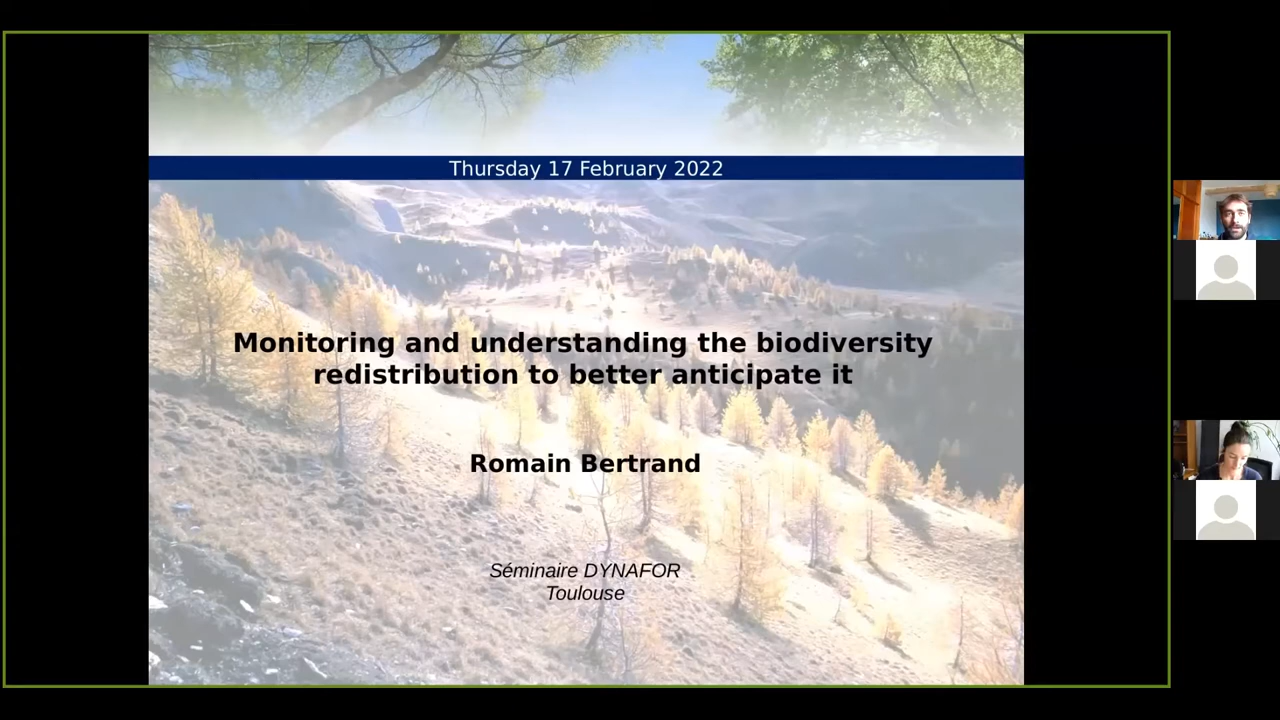 Thursday 17 February 2022
Monitoring and understanding the biodiversity
redistribution to better anticipate it
Romain Bertrand
Séminaire DYNAFOR
Toulouse